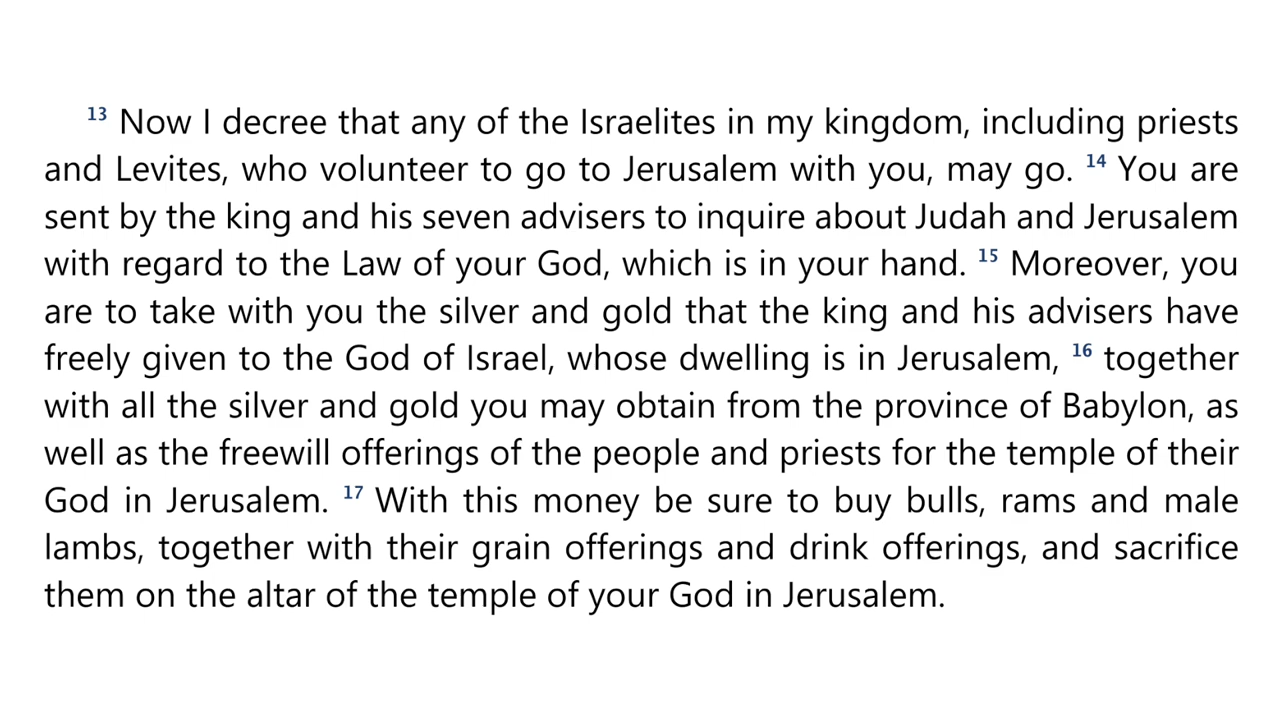 13 Now I decree that any of the Israelites in my kingdom, including priests
and Levites, who volunteer to go to Jerusalem with you, may go. 14 You are
sent by the king and his seven advisers to inquire about Judah and Jerusalem
with regard to the Law of your God, which is in your hand. 15 Moreover, you
are to take with you the silver and gold that the king and his advisers have
freely given to the God of Israel, whose dwelling is in Jerusalem, 16 together
with all the silver and gold you may obtain from the province of Babylon, as
well as the freewill offerings of the people and priests for the temple of their
God in Jerusalem. 17 With this money be sure to buy bulls, rams and male
lambs, together with their grain offerings and drink offerings, and sacrifice
them on the altar of the temple of your God in Jerusalem.